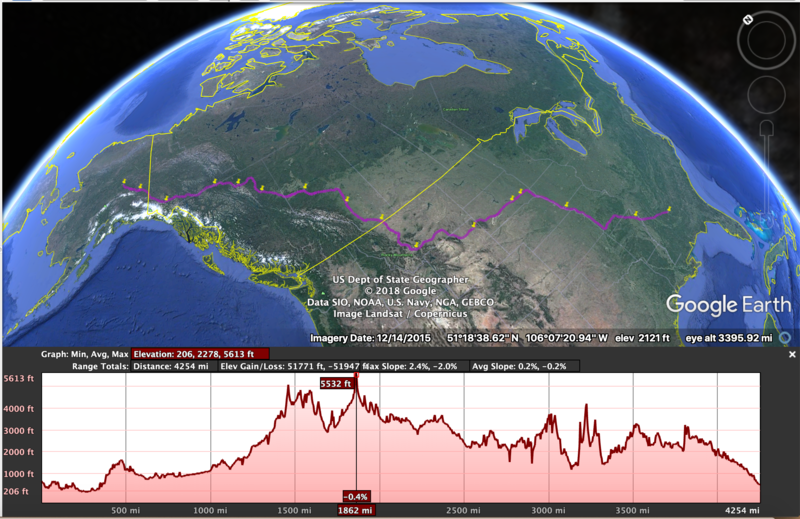 US Dept of State Geographer
© 2018 Google
Data SIO, NOAA, U.S. Navy, NGA, GEBCO
Image Landsat / Copernicus
Google Earth
Imagery Date: 12/14/2015 51°18'38.62" N 106°07'20.94" W elev 2121 ft eye alt 3395.92 mi
Graph: Min, Avg, Max Elevation: 206, 2278, 5613 ft
Range Totals: Distance: 4254 mi Elev Gain/Loss: 51771 ft, -51947 ft Max Slope: 2.4%, -2.0% Avg Slope: 0.2%, -0.2%
5613 ft
5532 ft
4000 ft
3000 ft
2000 ft
1000 ft
206 ft
-0.4%
500 mi 1000 mi 1500 mi 1862 mi 2500 mi 3000 mi 3500 mi 4254 mi